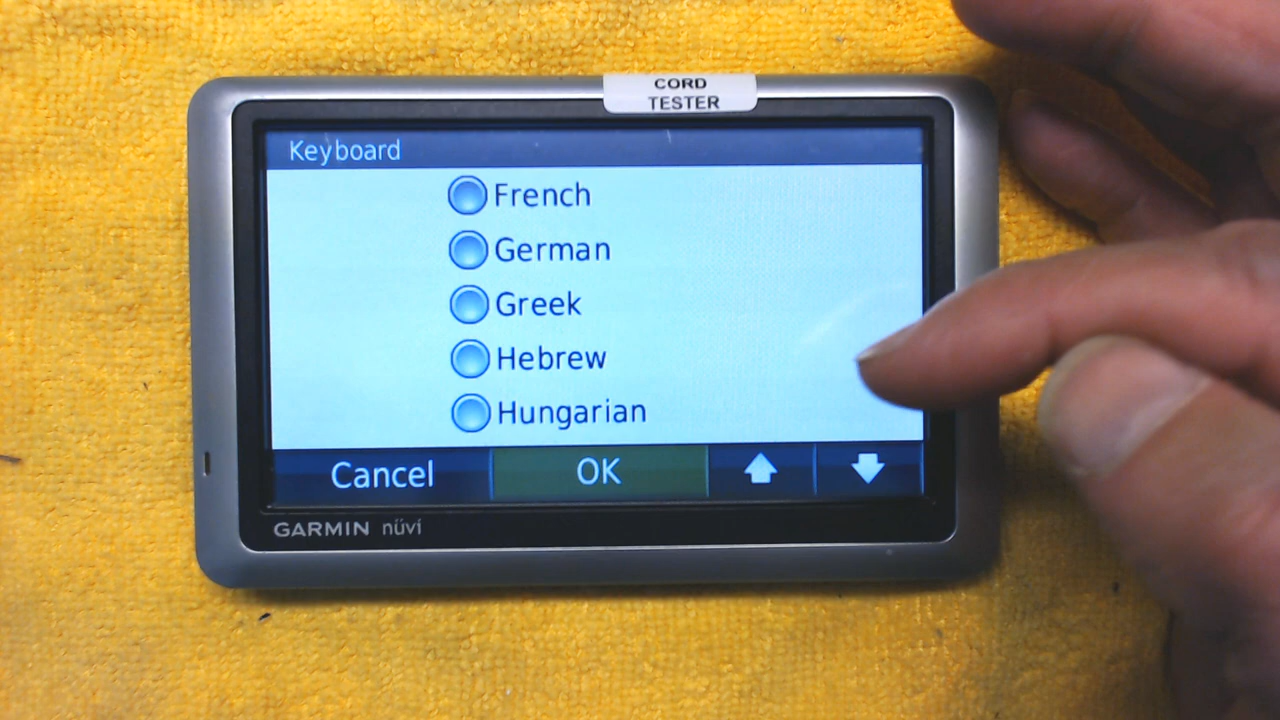 CORD
TESTER
Keyboard
French
German
Greek
Hebrew
Hungarian
Cancel OK
GARMIN nüvi